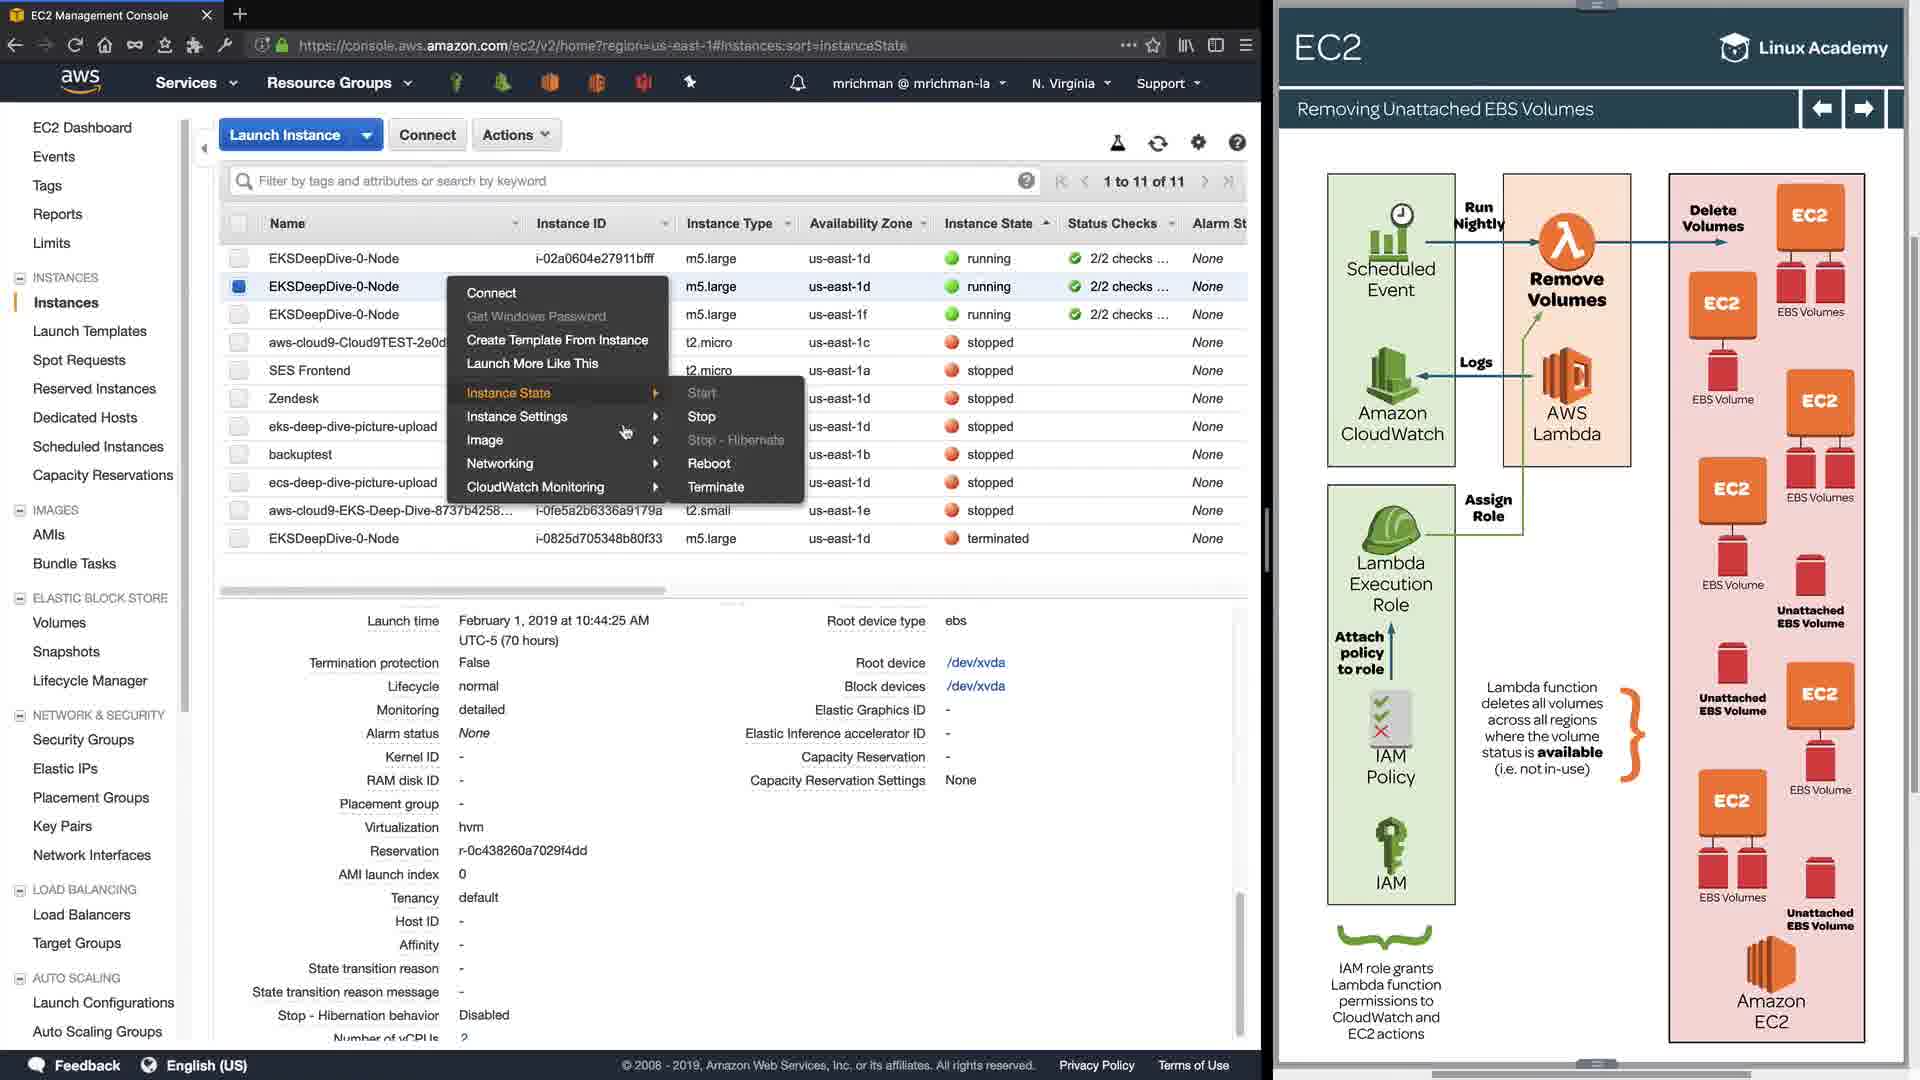 EC2 Management Console
https://console.aws.amazon.com/ec2/v2/home?region=us-east-1#Instances:sort=instanceState
aws
Services
Resource Groups
mrichman @ mrichman-la
N. Virginia
Support
EC2 Dashboard
Events
Tags
Reports
Limits
INSTANCES
Instances
Launch Templates
Spot Requests
Reserved Instances
Dedicated Hosts
Scheduled Instances
Capacity Reservations
IMAGES
AMIs
Bundle Tasks
ELASTIC BLOCK STORE
Volumes
Snapshots
Lifecycle Manager
NETWORK & SECURITY
Security Groups
Elastic IPs
Placement Groups
Key Pairs
Network Interfaces
LOAD BALANCING
Load Balancers
Target Groups
AUTO SCALING
Launch Configurations
Auto Scaling Groups
Launch Instance
Connect
Actions
Filter by tags and attributes or search by keyword
1 to 11 of 11
Name Instance ID Instance Type Availability Zone Instance State Status Checks Alarm St
EKSDeepDive-0-Node i-02a0604e27911bfff m5.large us-east-1d running 2/2 checks ... None
EKSDeepDive-0-Node m5.large us-east-1d running 2/2 checks ... None
EKSDeepDive-0-Node m5.large us-east-1f running 2/2 checks ... None
aws-cloud9-Cloud9TEST-2e0d t2.micro us-east-1c stopped None
SES Frontend t2.micro us-east-1a stopped None
Zendesk us-east-1d stopped None
eks-deep-dive-picture-upload us-east-1d stopped None
backuptest us-east-1b stopped None
ecs-deep-dive-picture-upload us-east-1d stopped None
aws-cloud9-EKS-Deep-Dive-8737b4258... i-0fe5a2b6336a9179a t2.small us-east-1e stopped None
EKSDeepDive-0-Node i-0825d705348b80f33 m5.large us-east-1d terminated None
Connect
Get Windows Password
Create Template From Instance
Launch More Like This
Instance State
Instance Settings
Image
Networking
CloudWatch Monitoring
Start
Stop
Stop - Hibernate
Reboot
Terminate
Launch time February 1, 2019 at 10:44:25 AM
UTC-5 (70 hours)
Termination protection False
Lifecycle normal
Monitoring detailed
Alarm status None
Kernel ID -
RAM disk ID -
Placement group -
Virtualization hvm
Reservation r-0c438260a7029f4dd
AMI launch index 0
Tenancy default
Host ID -
Affinity -
State transition reason -
State transition reason message -
Stop - Hibernation behavior Disabled
Number of vCPUs 2
Root device type ebs
Root device /dev/xvda
Block devices /dev/xvda
Elastic Graphics ID -
Elastic Inference accelerator ID -
Capacity Reservation -
Capacity Reservation Settings None
Feedback
English (US)
© 2008 - 2019, Amazon Web Services, Inc. or its affiliates. All rights reserved.
Privacy Policy
Terms of Use
EC2
Linux Academy
Removing Unattached EBS Volumes
Scheduled
Event
Run
Nightly
Remove
Volumes
Delete
Volumes
Amazon
CloudWatch
Logs
AWS
Lambda
Assign
Role
Lambda
Execution
Role
Attach
policy
to role
IAM
Policy
IAM
IAM role grants
Lambda function
permissions to
CloudWatch and
EC2 actions
Lambda function
deletes all volumes
across all regions
where the volume
status is available
(i.e. not in-use)
EC2
EBS Volumes
EC2
EBS Volume
EC2
EBS Volumes
EC2
EBS Volume
Unattached
EBS Volume
Unattached
EBS Volume
EC2
EBS Volume
EC2
EBS Volumes
Unattached
EBS Volume
Amazon
EC2